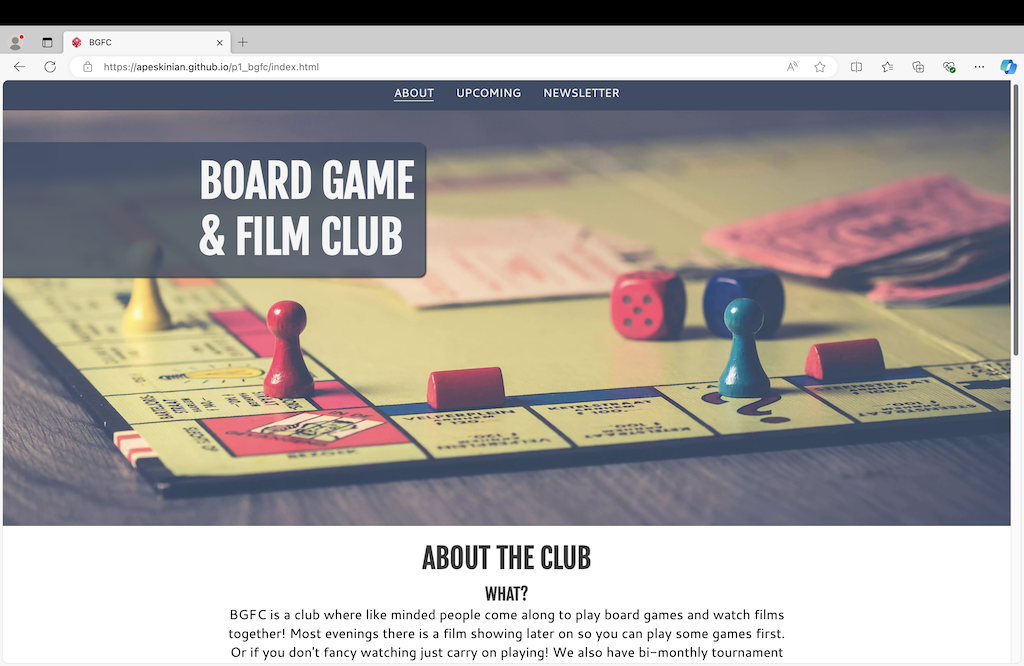 BGFC
https://apeskinian.github.io/p1_bgfc/index.html
ABOUT UPCOMING NEWSLETTER
BOARD GAME
& FILM CLUB
ABOUT THE CLUB
WHAT?
BGFC is a club where like minded people come along to play board games and watch films
together! Most evenings there is a film showing later on so you can play some games first.
Or if you don't fancy watching just carry on playing! We also have bi-monthly tournament